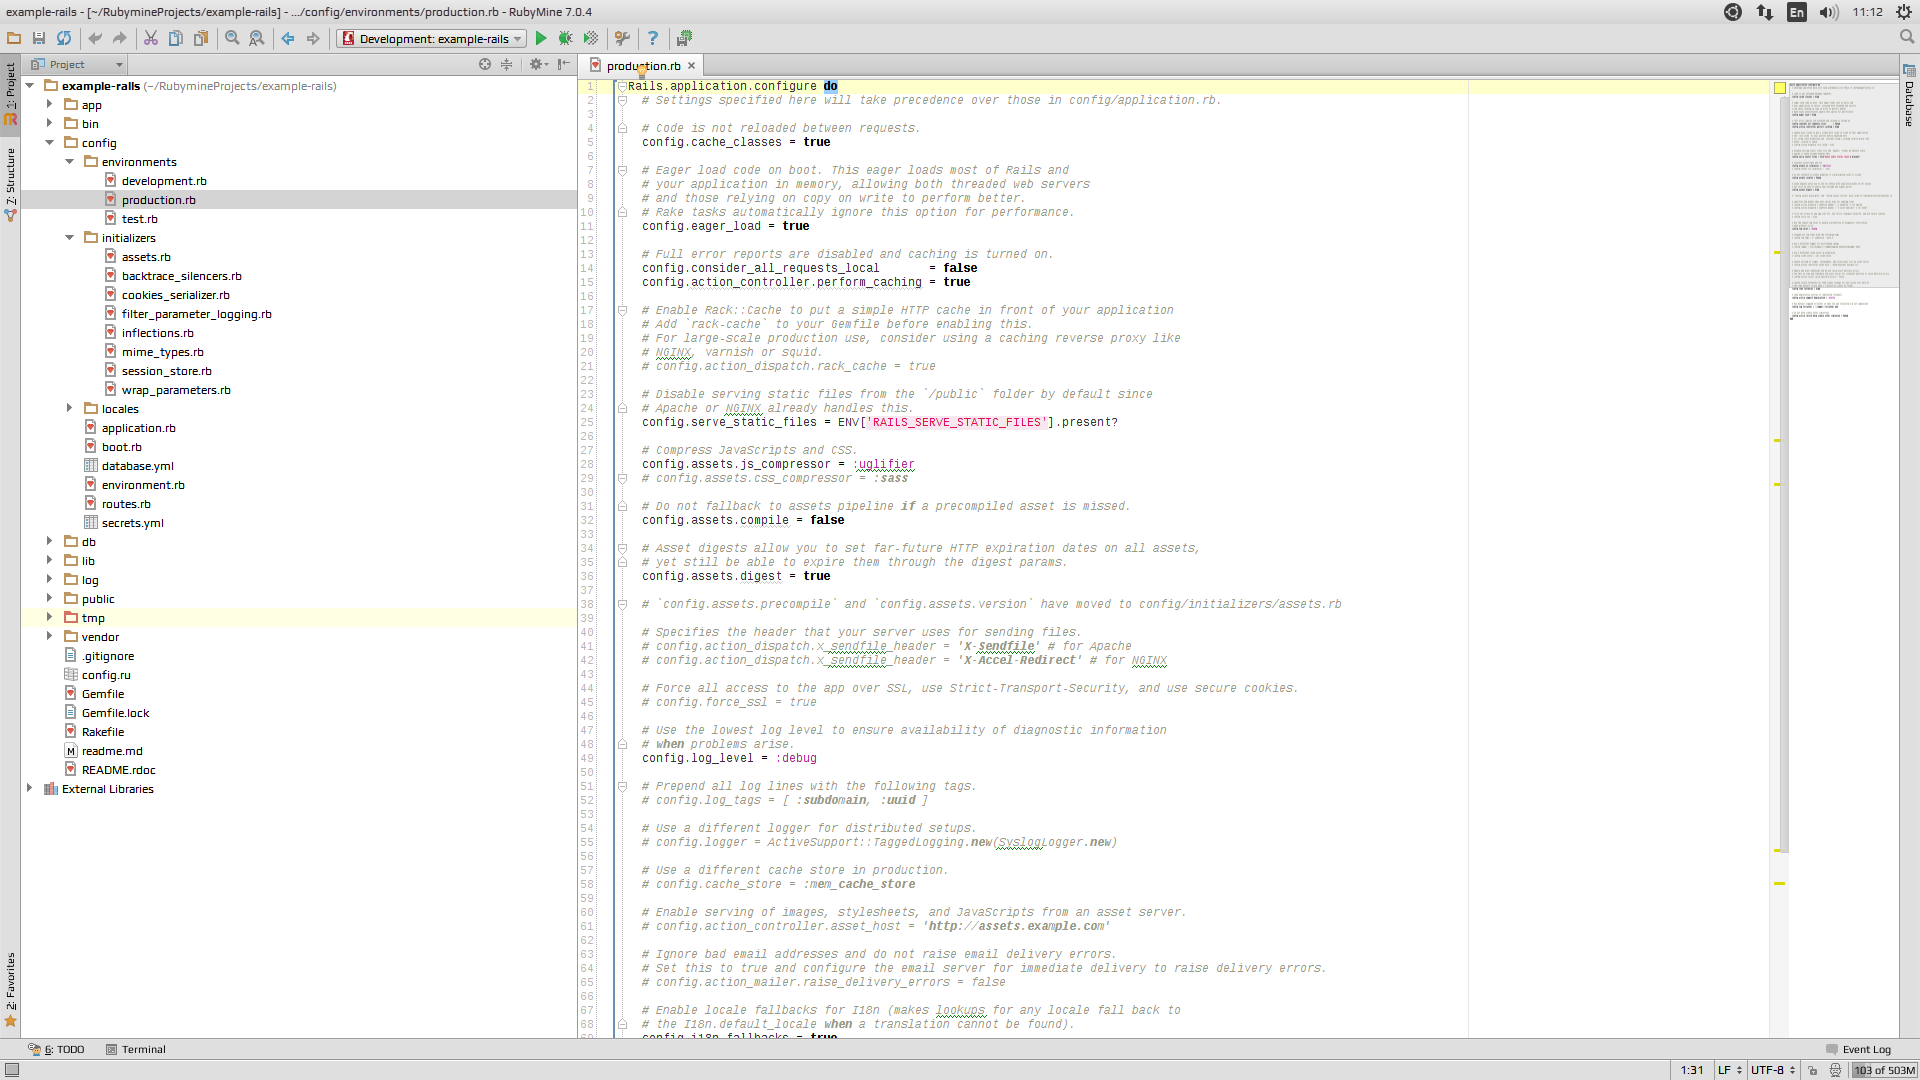 example-rails - [~/RubymineProjects/example-rails] - .../config/environments/production.rb - RubyMine 7.0.4
En
11:12
Development: example-rails
1: Project
Project
production.rb
Database
example-rails (~/RubymineProjects/example-rails)
app
bin
config
environments
development.rb
production.rb
test.rb
initializers
assets.rb
backtrace_silencers.rb
cookies_serializer.rb
filter_parameter_logging.rb
inflections.rb
mime_types.rb
session_store.rb
wrap_parameters.rb
locales
application.rb
boot.rb
database.yml
environment.rb
routes.rb
secrets.yml
db
lib
log
public
tmp
vendor
.gitignore
config.ru
Gemfile
Gemfile.lock
Rakefile
readme.md
README.rdoc
External Libraries
7: Structure
2: Favorites
1 Rails.application.configure do
2 # Settings specified here will take precedence over those in config/application.rb.
3
4 # Code is not reloaded between requests.
5 config.cache_classes = true
6
7 # Eager load code on boot. This eager loads most of Rails and
8 # your application in memory, allowing both threaded web servers
9 # and those relying on copy on write to perform better.
10 # Rake tasks automatically ignore this option for performance.
11 config.eager_load = true
12
13 # Full error reports are disabled and caching is turned on.
14 config.consider_all_requests_local       = false
15 config.action_controller.perform_caching = true
16
17 # Enable Rack::Cache to put a simple HTTP cache in front of your application
18 # Add `rack-cache` to your Gemfile before enabling this.
19 # For large-scale production use, consider using a caching reverse proxy like
20 # NGINX, varnish or squid.
21 # config.action_dispatch.rack_cache = true
22
23 # Disable serving static files from the `/public` folder by default since
24 # Apache or NGINX already handles this.
25 config.serve_static_files = ENV['RAILS_SERVE_STATIC_FILES'].present?
26
27 # Compress JavaScripts and CSS.
28 config.assets.js_compressor = :uglifier
29 # config.assets.css_compressor = :sass
30
31 # Do not fallback to assets pipeline if a precompiled asset is missed.
32 config.assets.compile = false
33
34 # Asset digests allow you to set far-future HTTP expiration dates on all assets,
35 # yet still be able to expire them through the digest params.
36 config.assets.digest = true
37
38 # `config.assets.precompile` and `config.assets.version` have moved to config/initializers/assets.rb
39
40 # Specifies the header that your server uses for sending files.
41 # config.action_dispatch.x_sendfile_header = 'X-Sendfile' # for Apache
42 # config.action_dispatch.x_sendfile_header = 'X-Accel-Redirect' # for NGINX
43
44 # Force all access to the app over SSL, use Strict-Transport-Security, and use secure cookies.
45 # config.force_ssl = true
46
47 # Use the lowest log level to ensure availability of diagnostic information
48 # when problems arise.
49 config.log_level = :debug
50
51 # Prepend all log lines with the following tags.
52 # config.log_tags = [ :subdomain, :uuid ]
53
54 # Use a different logger for distributed setups.
55 # config.logger = ActiveSupport::TaggedLogging.new(SyslogLogger.new)
56
57 # Use a different cache store in production.
58 # config.cache_store = :mem_cache_store
59
60 # Enable serving of images, stylesheets, and JavaScripts from an asset server.
61 # config.action_controller.asset_host = 'http://assets.example.com'
62
63 # Ignore bad email addresses and do not raise email delivery errors.
64 # Set this to true and configure the email server for immediate delivery to raise delivery errors.
65 # config.action_mailer.raise_delivery_errors = false
66
67 # Enable locale fallbacks for I18n (makes lookups for any locale fall back to
68 # the I18n.default_locale when a translation cannot be found).
69 config.i18n.fallbacks = true
6: TODO
Terminal
Event Log
1:31
LF
UTF-8
103 of 503M